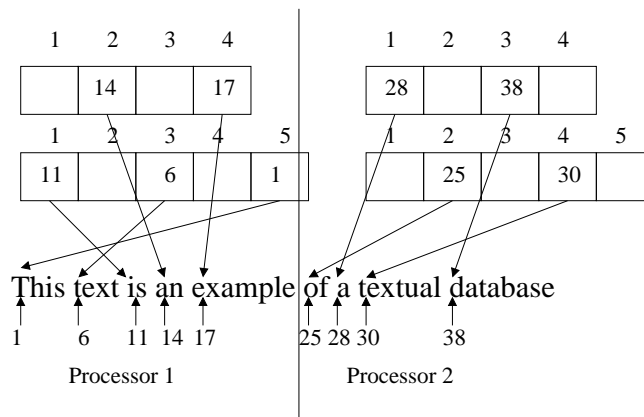 1 2 3 4 1 2 3 4
14 17 28 38
1 2 3 4 5 1 2 3 4 5
11 6 1 25 30
This text is an example of a textual database
1 6 11 14 17 25 28 30 38
Processor 1 Processor 2